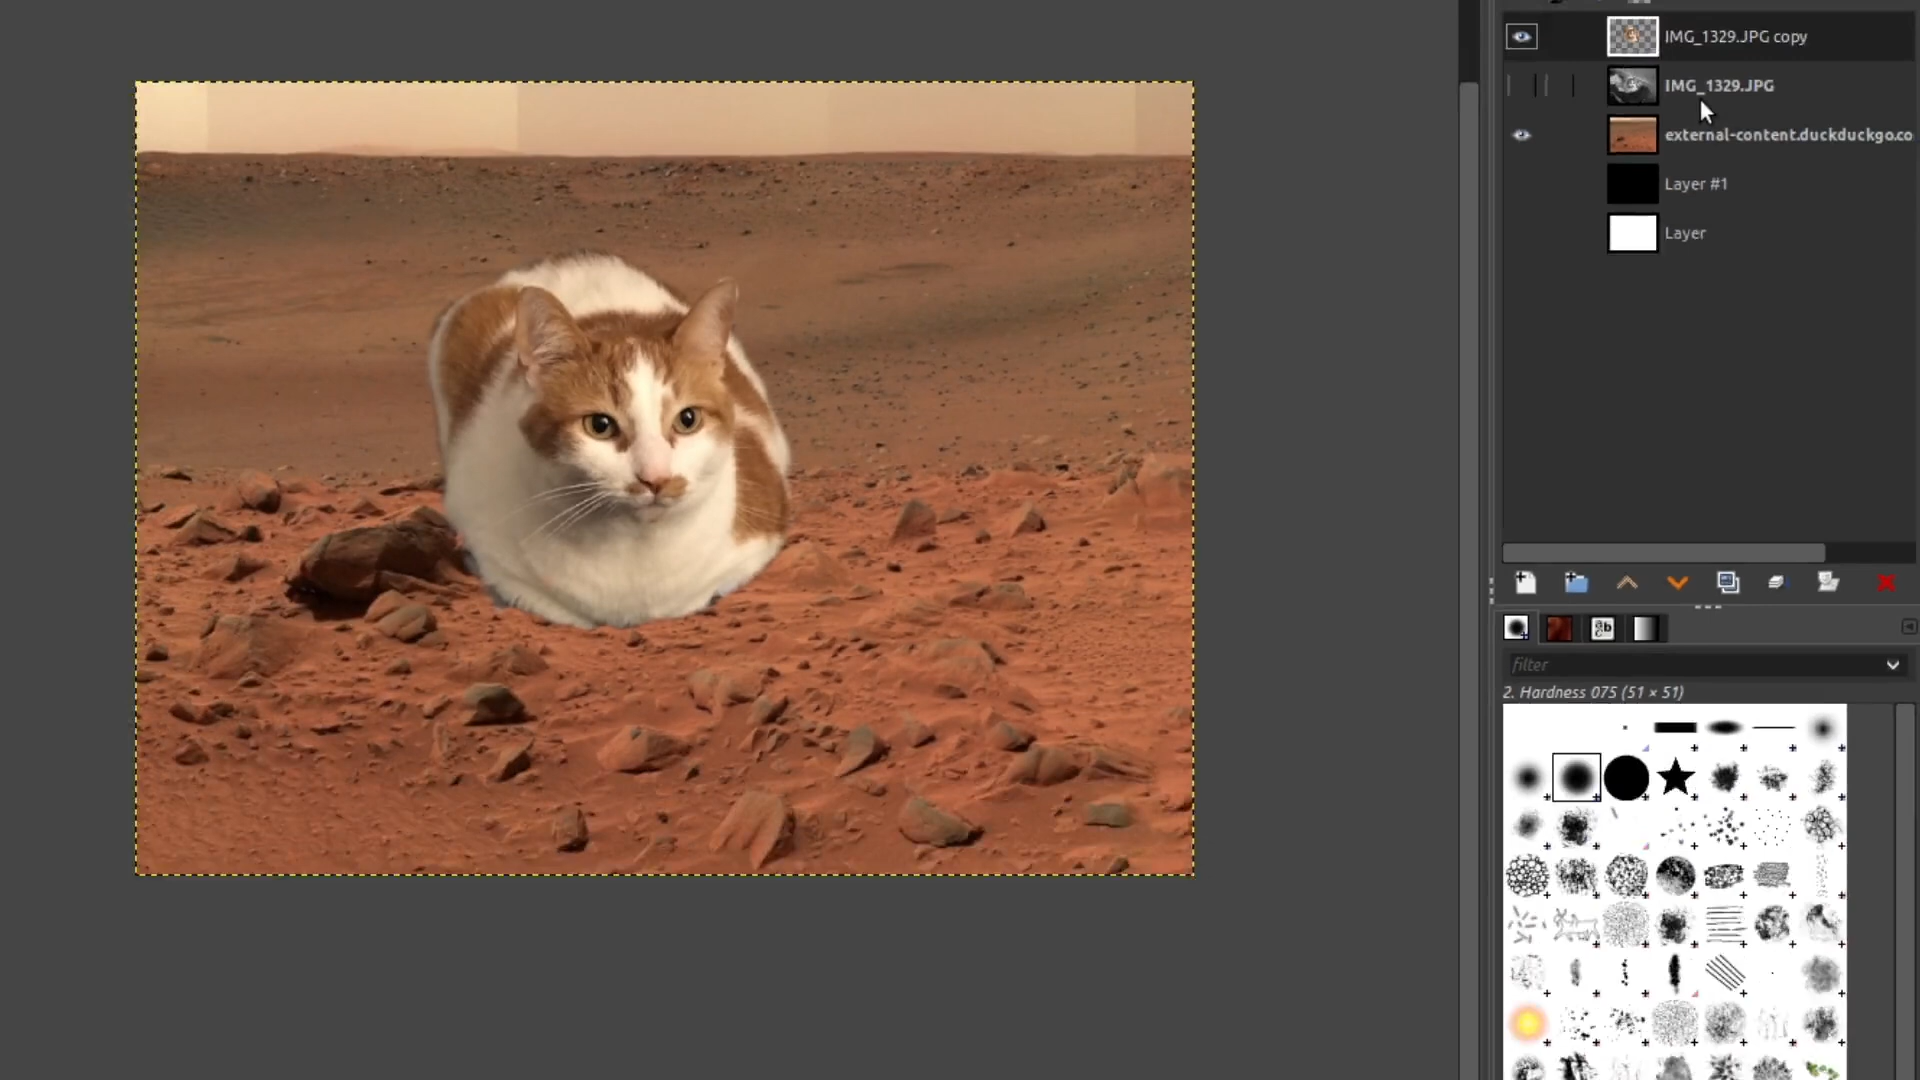 IMG_1329.JPG copy
IMG_1329.JPG
external-content.duckduckgo.co
Layer #1
Layer
filter
2. Hardness 075 (51 × 51)